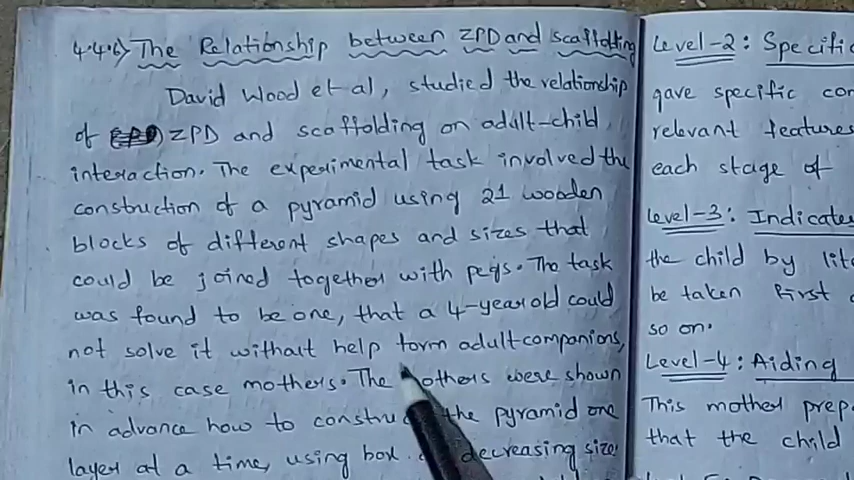 4.4.6) The Relationship between ZPD and scaffolding
David Wood et al, studied the relationship
of ZPD and scaffolding on adult-child
interaction. The experimental task involved the
construction of a pyramid using 21 wooden
blocks of different shapes and sizes that
could be joined together with pegs. The task
was found to be one, that a 4-year old could
not solve it without help form adult companions,
in this case mothers. The mothers were shown
in advance how to construc the pyramid one
layer at a time, using box decreasing size
Level-2: Specific
gave specific con
relevant features
each stage of
Level-3: Indicates
the child by lite
be taken first
so on.
Level-4: Aiding
This mother prep
that the child